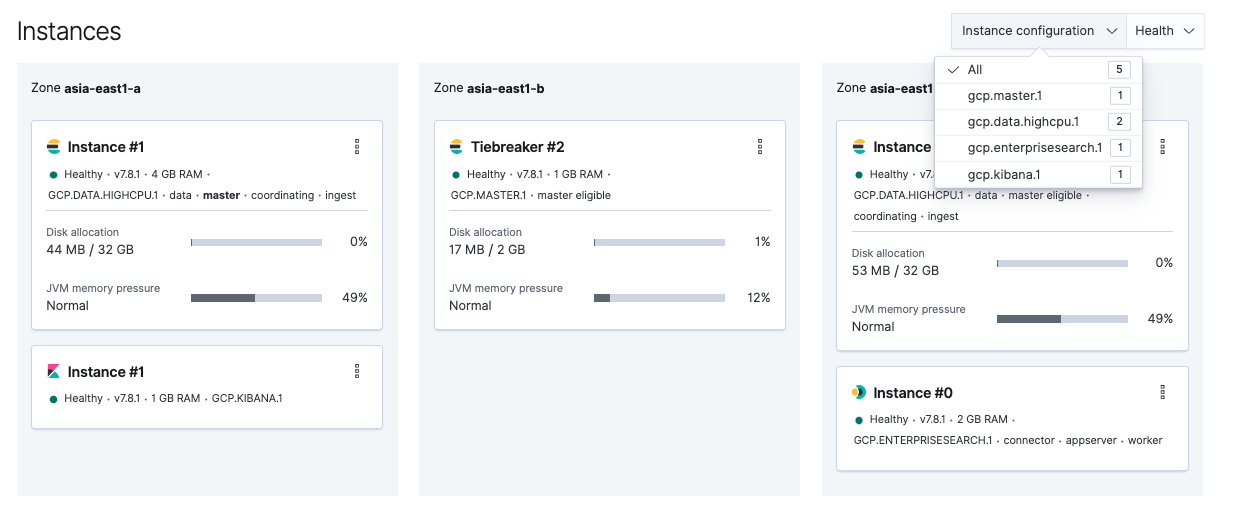 Instances
Instance configuration
Health
All 5
gcp.master.1 1
gcp.data.highcpu.1 2
gcp.enterprisesearch.1 1
gcp.kibana.1 1
Zone asia-east1-a
Instance #1
Healthy · v7.8.1 · 4 GB RAM ·
GCP.DATA.HIGHCPU.1 · data · master · coordinating · ingest
Disk allocation
44 MB / 32 GB
0%
JVM memory pressure
Normal
49%
Instance #1
Healthy · v7.8.1 · 1 GB RAM · GCP.KIBANA.1
Zone asia-east1-b
Tiebreaker #2
Healthy · v7.8.1 · 1 GB RAM ·
GCP.MASTER.1 · master eligible
Disk allocation
17 MB / 2 GB
1%
JVM memory pressure
Normal
12%
Zone asia-east1
Instance
Healthy · v7.8
GCP.DATA.HIGHCPU.1 · data · master eligible ·
coordinating · ingest
Disk allocation
53 MB / 32 GB
0%
JVM memory pressure
Normal
49%
Instance #0
Healthy · v7.8.1 · 2 GB RAM ·
GCP.ENTERPRISESEARCH.1 · connector · appserver · worker